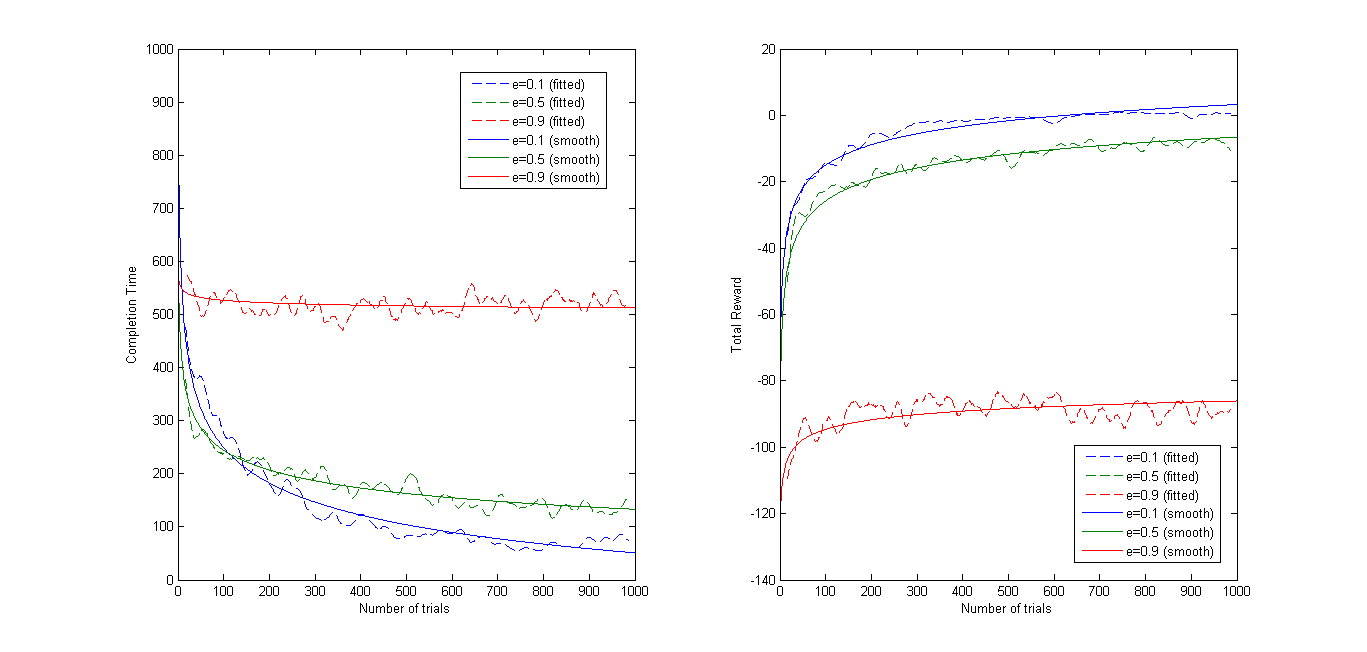 1000
900
800
700
600
500
400
300
200
100
0
Completion Time
0 100 200 300 400 500 600 700 800 900 1000
Number of trials
e=0.1 (fitted)
e=0.5 (fitted)
e=0.9 (fitted)
e=0.1 (smooth)
e=0.5 (smooth)
e=0.9 (smooth)
20
0
-20
-40
-60
-80
-100
-120
-140
Total Reward
0 100 200 300 400 500 600 700 800 900 1000
Number of trials
e=0.1 (fitted)
e=0.5 (fitted)
e=0.9 (fitted)
e=0.1 (smooth)
e=0.5 (smooth)
e=0.9 (smooth)